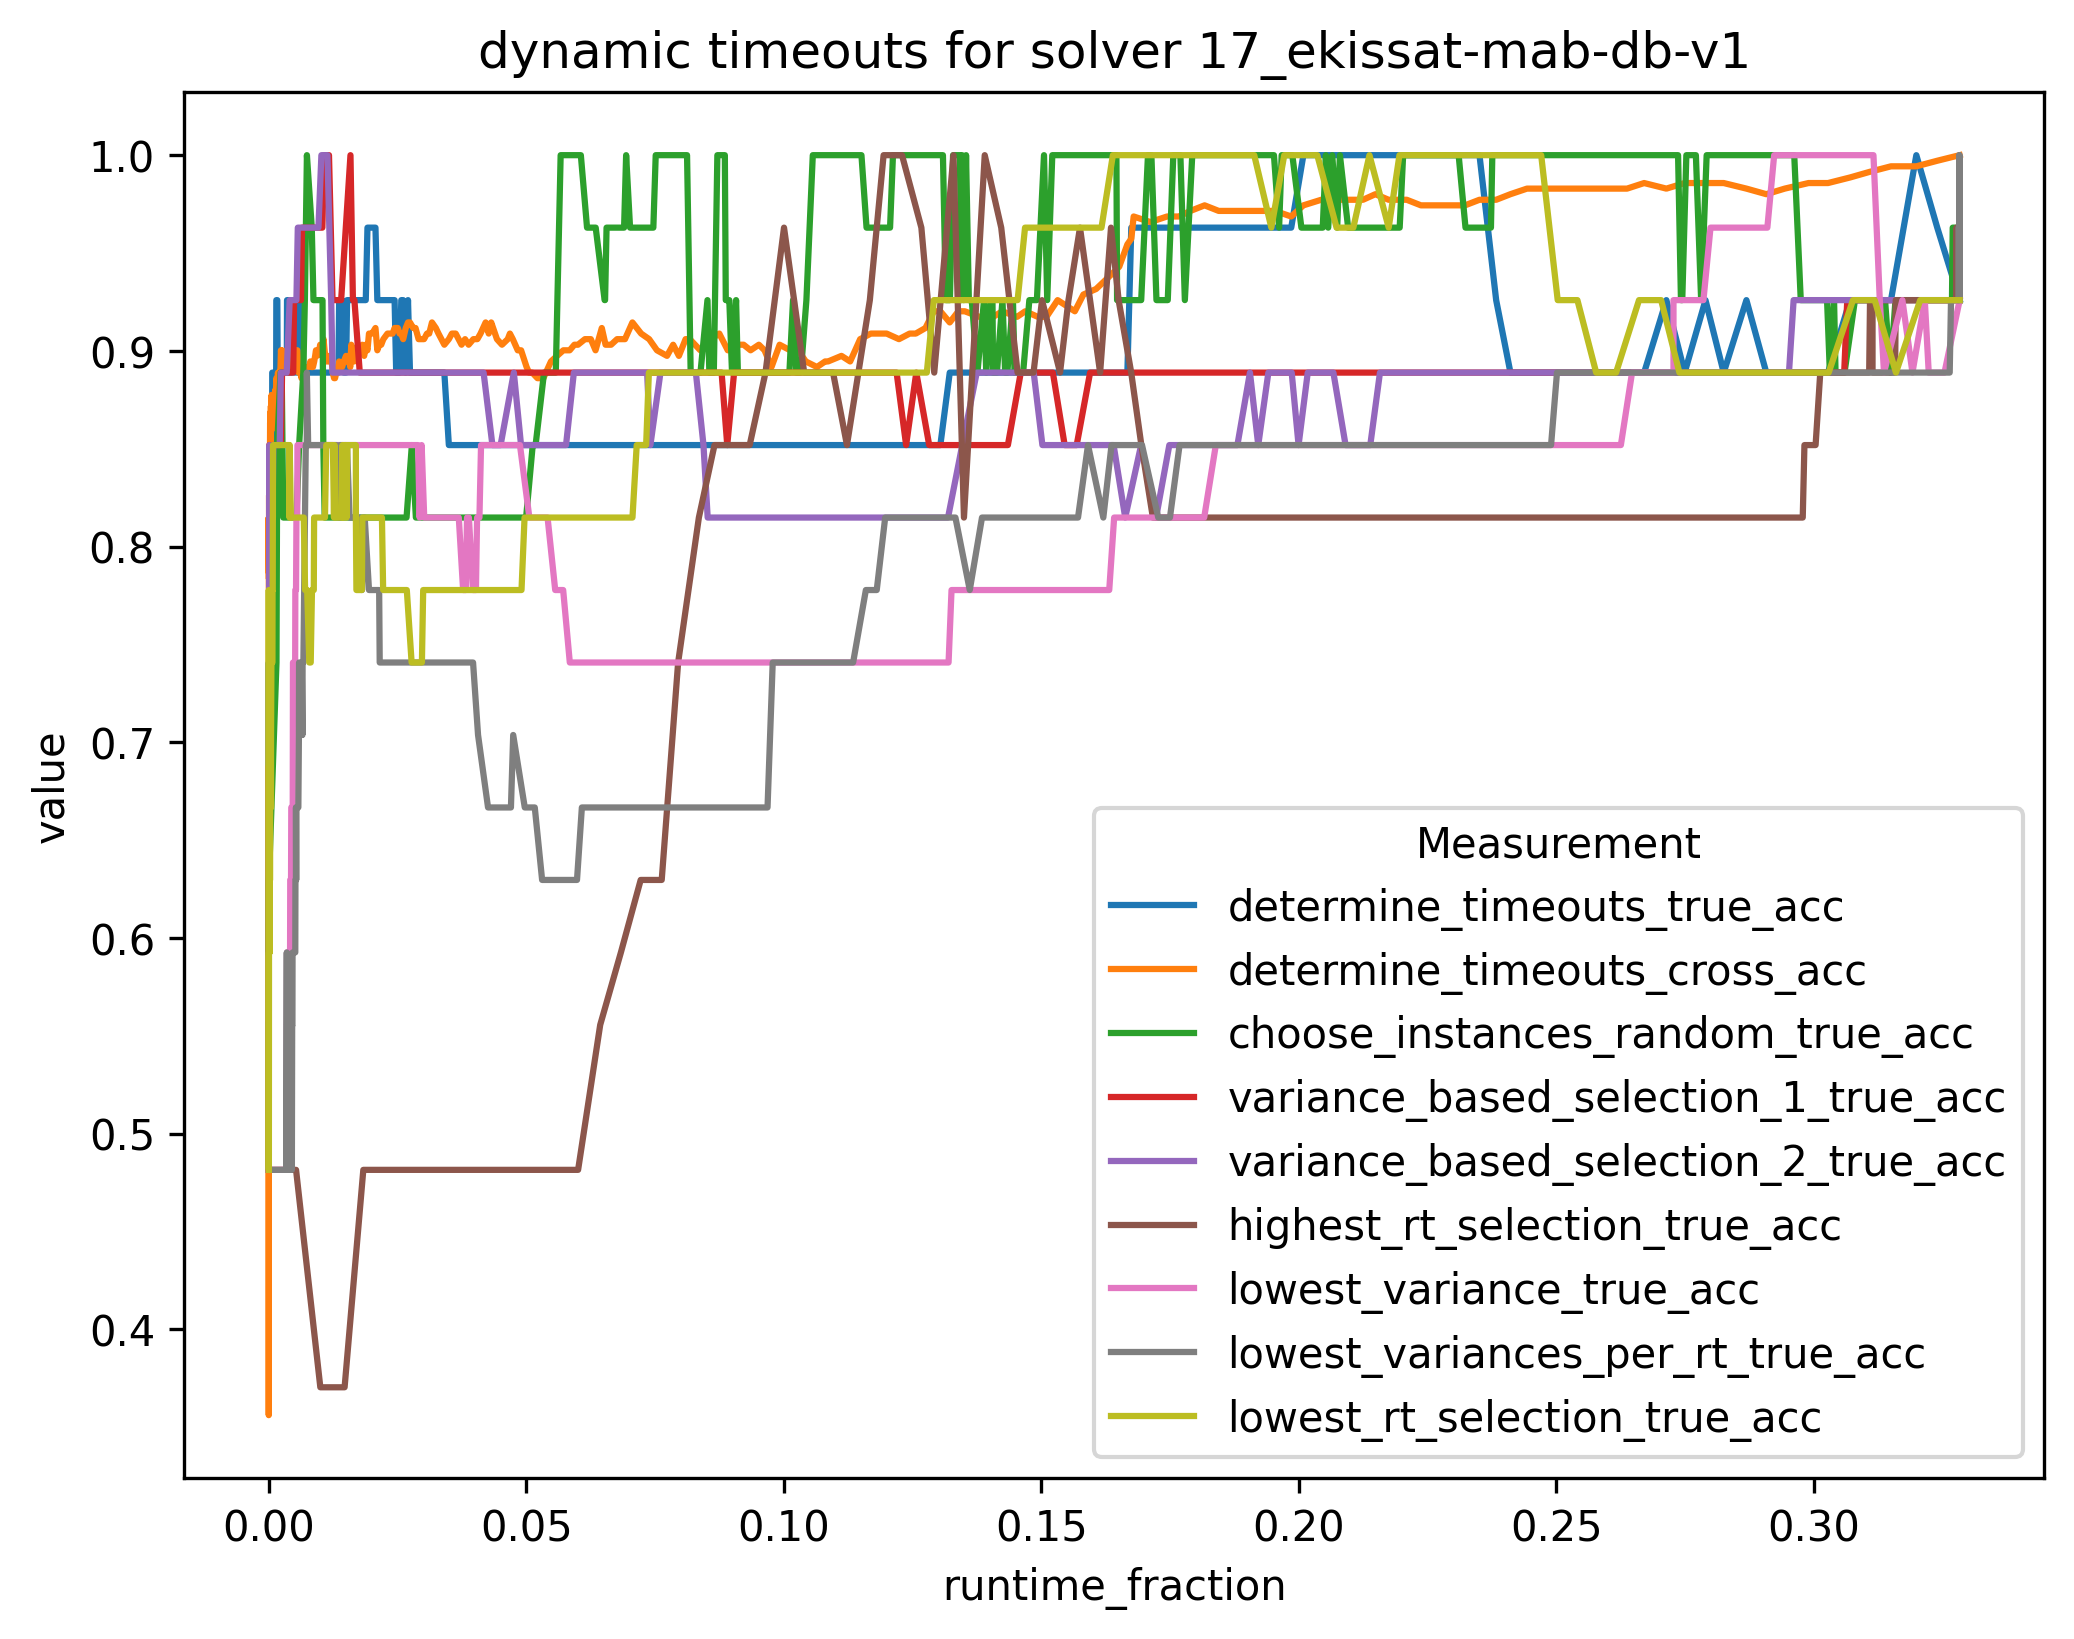 dynamic timeouts for solver 17_ekissat-mab-db-v1
1.0
0.9
0.8
0.7
0.6
0.5
0.4
value
Measurement
determine_timeouts_true_acc
determine_timeouts_cross_acc
choose_instances_random_true_acc
variance_based_selection_1_true_acc
variance_based_selection_2_true_acc
highest_rt_selection_true_acc
lowest_variance_true_acc
lowest_variances_per_rt_true_acc
lowest_rt_selection_true_acc
0.00 0.05 0.10 0.15 0.20 0.25 0.30
runtime_fraction